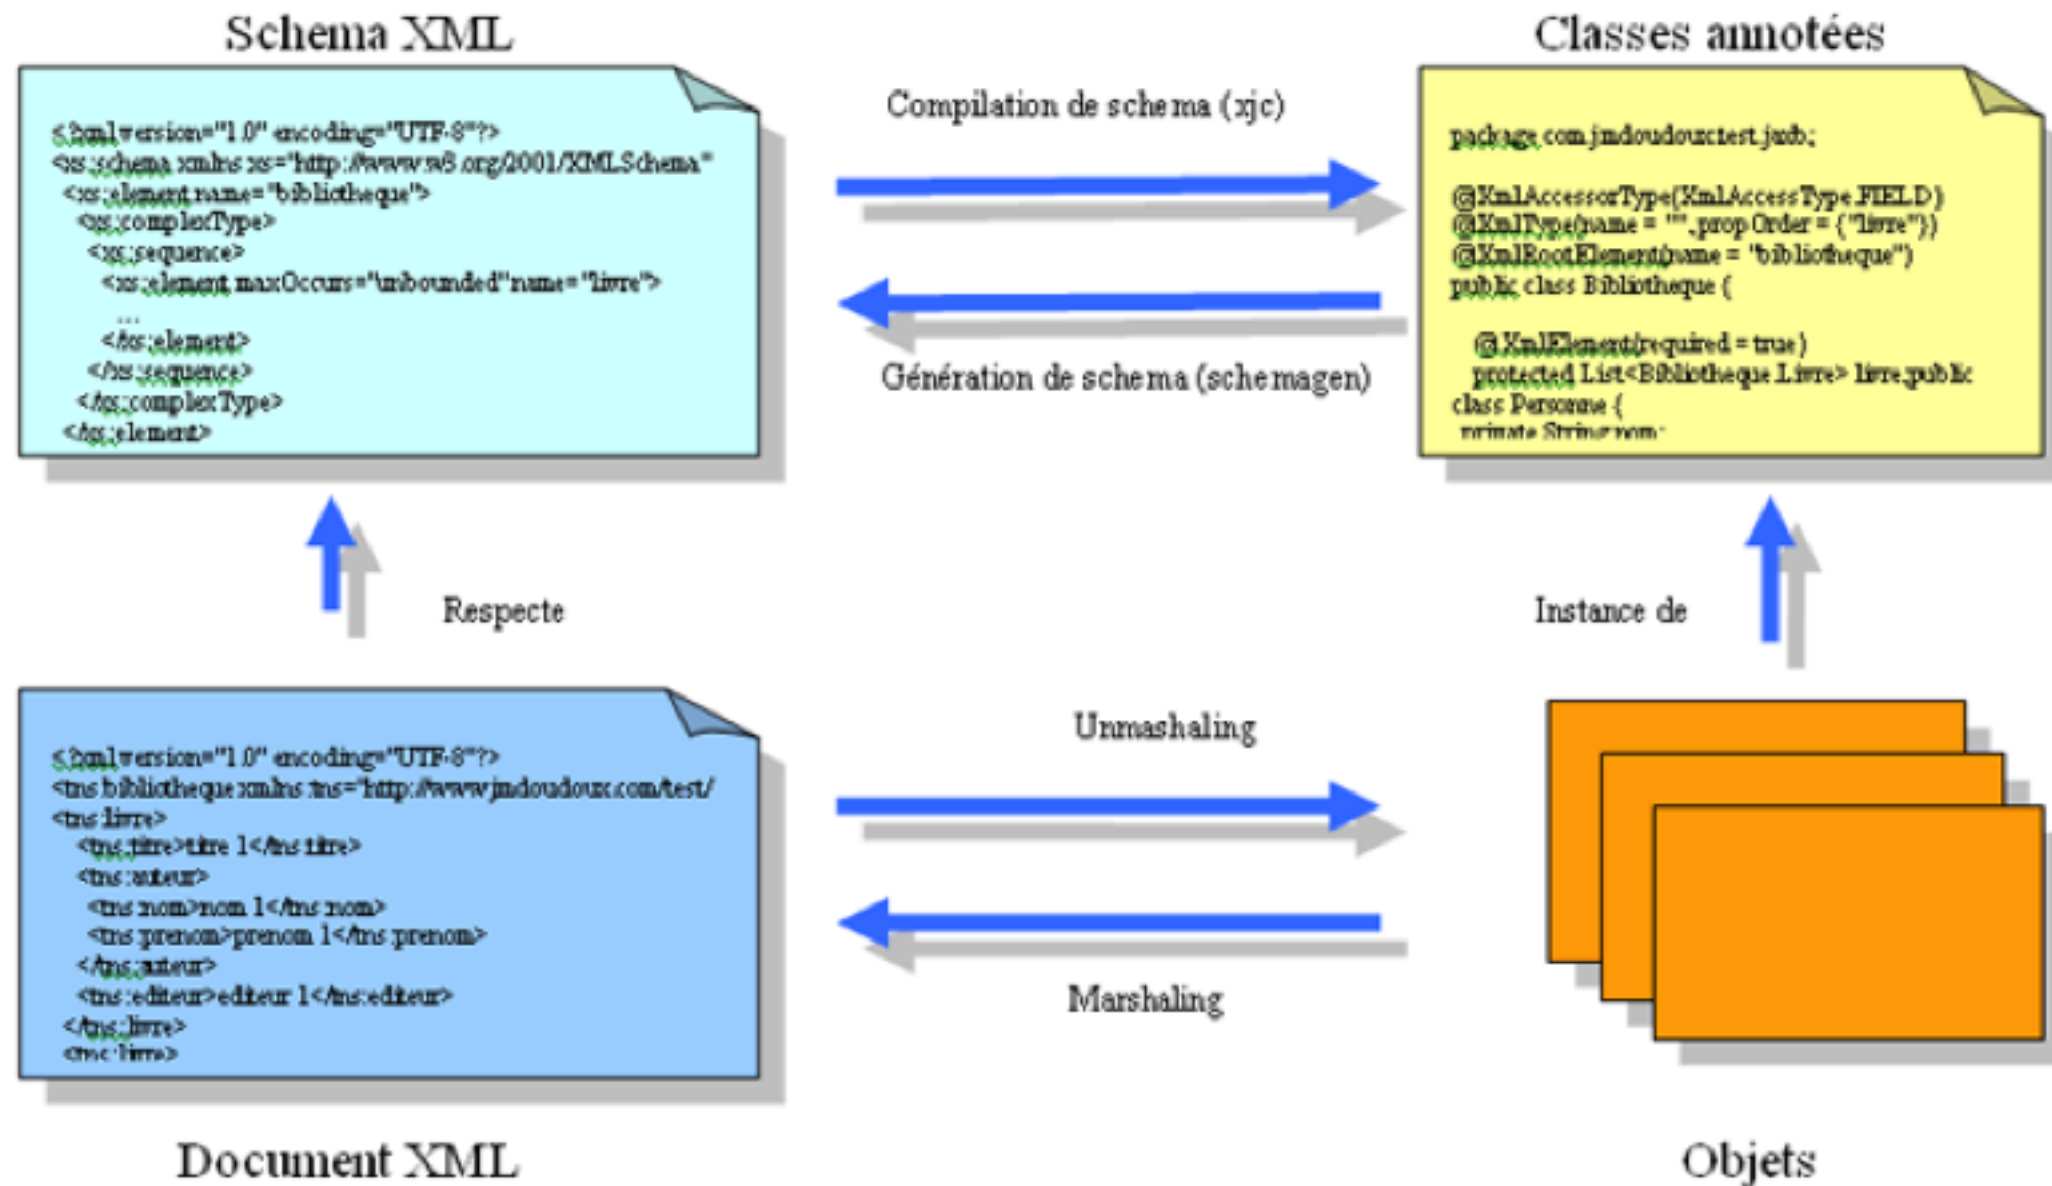 Schema XML
<?xml version="1.0" encoding="UTF-8"?>
<xs:schema xmlns:xs="http://www.w3.org/2001/XMLSchema"
<xs:element name="bibliotheque">
<xs:complexType>
<xs:sequence>
<xs:element maxOccurs="unbounded" name="livre">
...
</xs:element>
</xs:sequence>
</xs:complexType>
</xs:element>
Compilation de schema (xjc)
Génération de schema (schemagen)
Classes annotées
package com.jmdoudoux.test.jaxb;
@XmlAccessorType(XmlAccessType.FIELD)
@XmlType(name = "", propOrder = {"livre"})
@XmlRootElement(name = "bibliotheque")
public class Bibliotheque {
@XmlElement(required = true)
protected List<Bibliotheque.Livre> livre;public
class Personne {
private String nom;
Respecte
Instance de
<?xml version="1.0" encoding="UTF-8"?>
<tns:bibliotheque xmlns:tns="http://www.jmdoudoux.com/test/
<tns:livre>
<tns:titre>titre 1</tns:titre>
<tns:auteur>
<tns:nom>nom 1</tns:nom>
<tns:prenom>prenom 1</tns:prenom>
</tns:auteur>
<tns:editeur>editeur 1</tns:editeur>
</tns:livre>
<tns:livre>
Unmashaling
Marshaling
Document XML
Objets